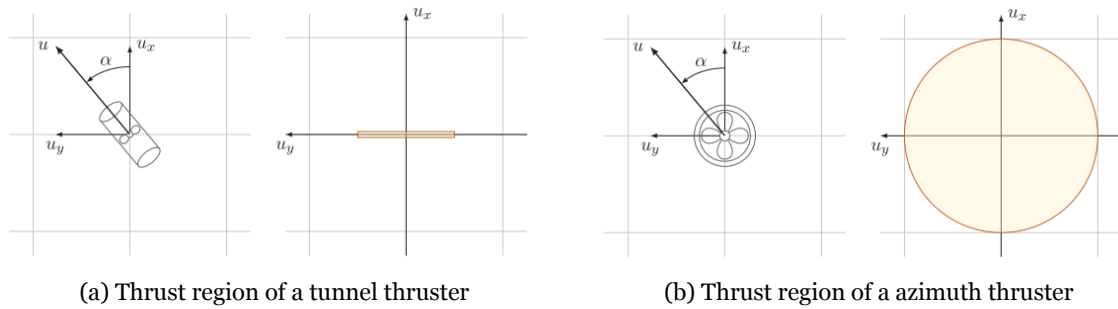 u
α
u_x
u_y
u_x
u_y
(a) Thrust region of a tunnel thruster
u
α
u_x
u_y
u_x
u_y
(b) Thrust region of a azimuth thruster